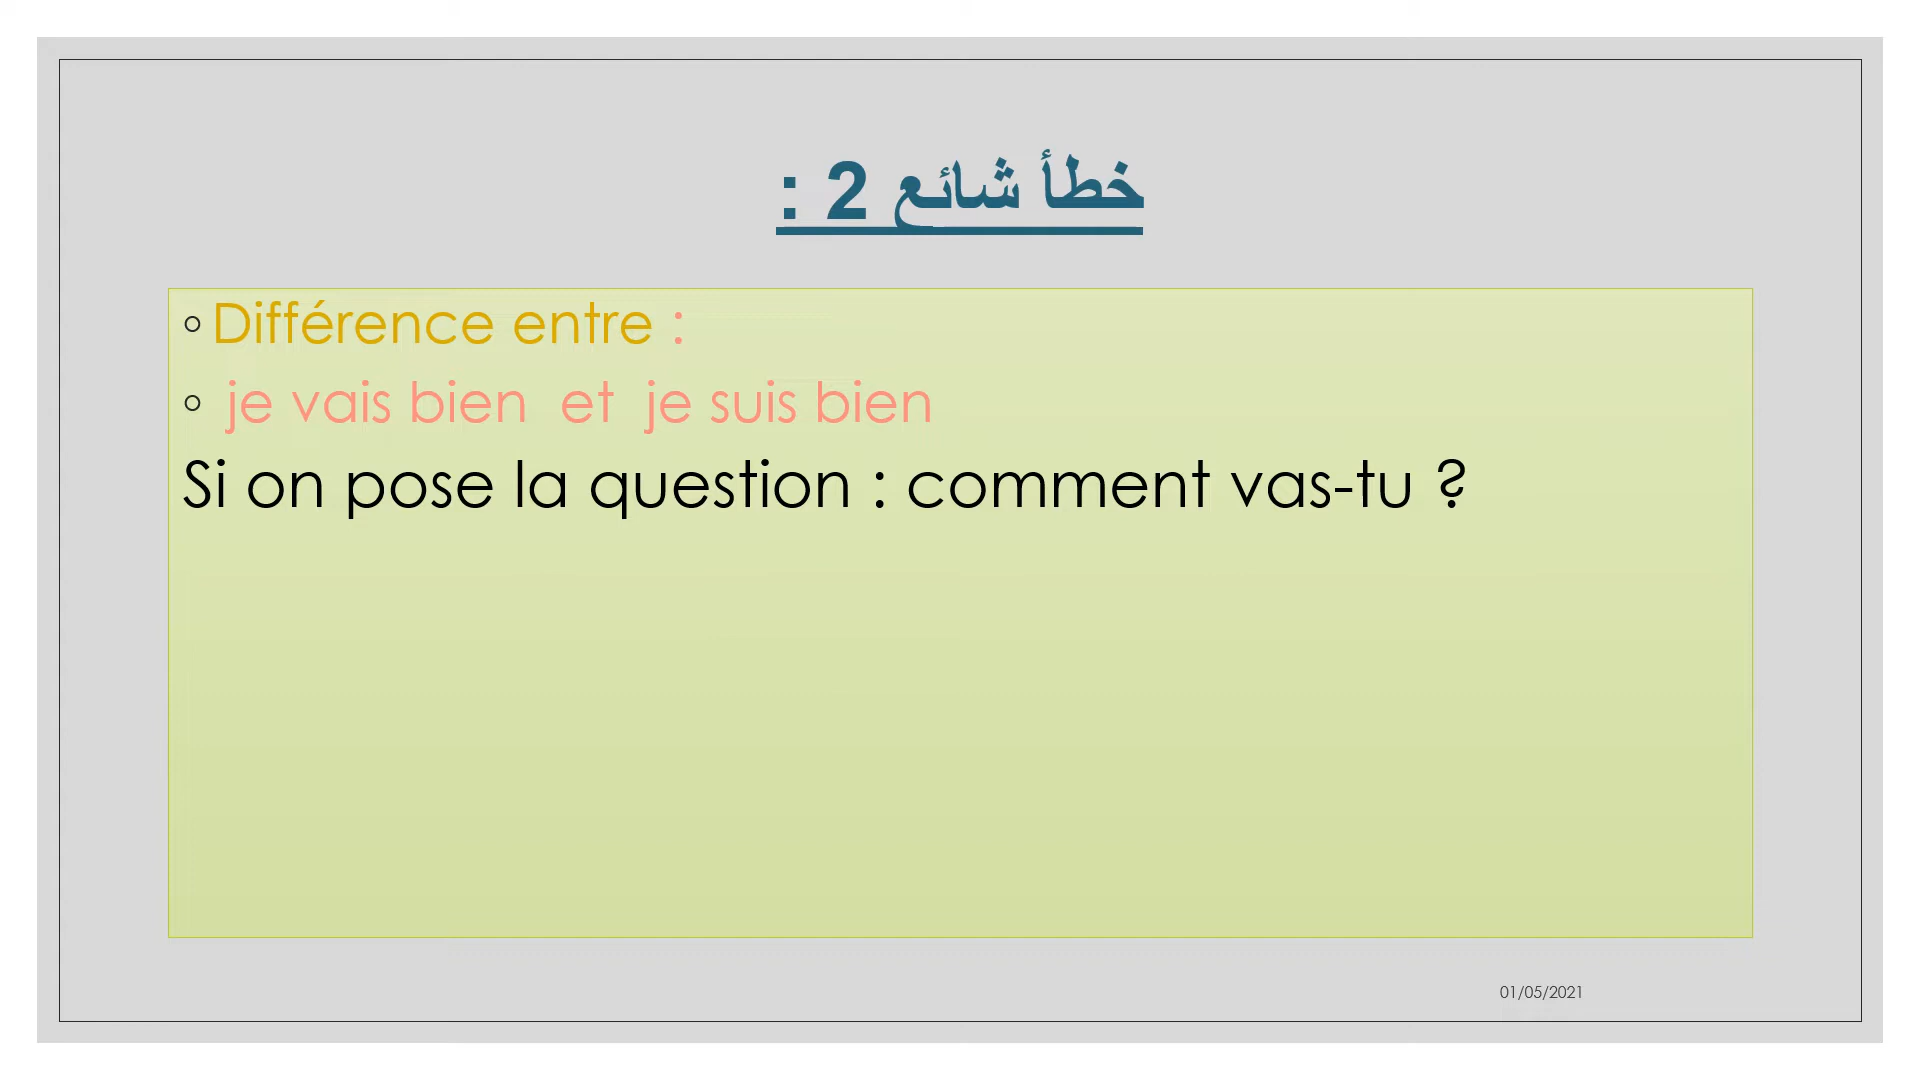 خطأ شائع 2 :
◦ Différence entre :
◦ je vais bien et je suis bien
Si on pose la question : comment vas-tu ?
01/05/2021